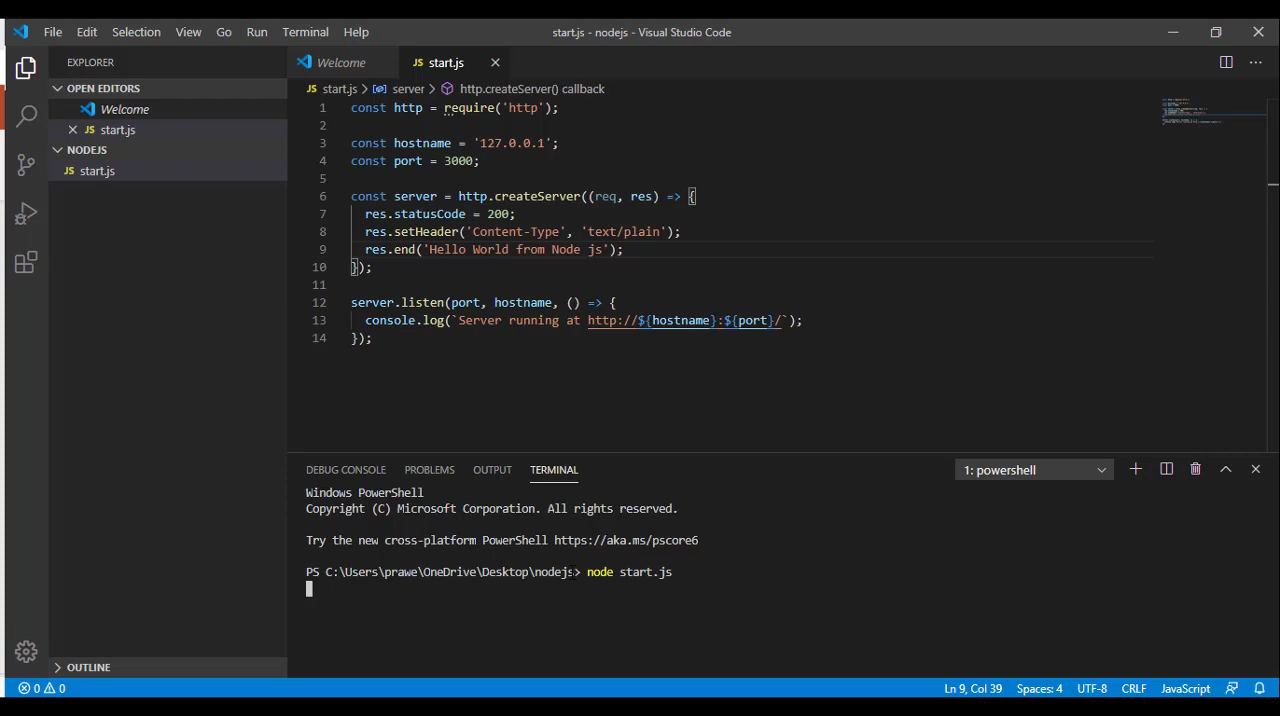 File Edit Selection View Go Run Terminal Help
start.js - nodejs - Visual Studio Code
EXPLORER
OPEN EDITORS
Welcome
JS start.js
NODEJS
JS start.js
OUTLINE
Welcome
JS start.js
JS start.js > server > http.createServer() callback
1 const http = require('http');
2
3 const hostname = '127.0.0.1';
4 const port = 3000;
5
6 const server = http.createServer((req, res) => {
7 res.statusCode = 200;
8 res.setHeader('Content-Type', 'text/plain');
9 res.end('Hello World from Node js');
10 });
11
12 server.listen(port, hostname, () => {
13 console.log(`Server running at http://${hostname}:${port}/`);
14 });
DEBUG CONSOLE PROBLEMS OUTPUT TERMINAL
1: powershell
Windows PowerShell
Copyright (C) Microsoft Corporation. All rights reserved.
Try the new cross-platform PowerShell https://aka.ms/pscore6
PS C:\Users\prawe\OneDrive\Desktop\nodejs> node start.js
0 0
Ln 9, Col 39 Spaces: 4 UTF-8 CRLF JavaScript